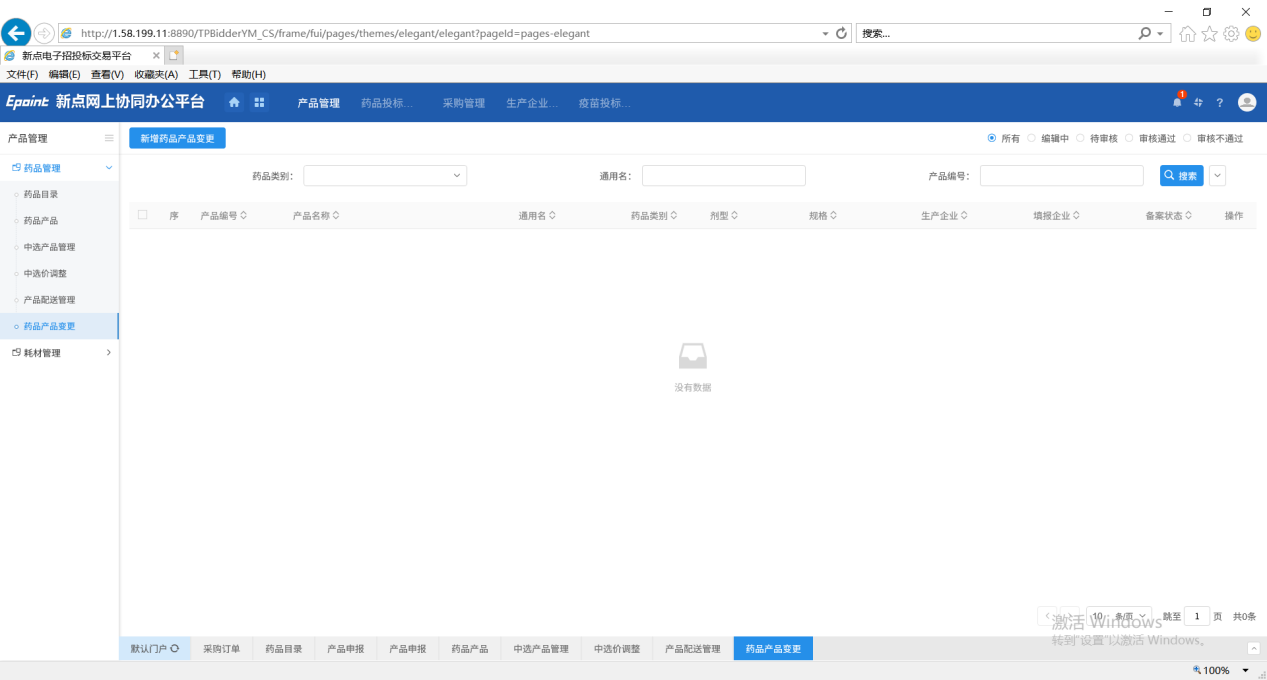 http://1.58.199.11:8890/TPBidderYM_CS/frame/fui/pages/themes/elegant/elegant?pageId=pages-elegant
搜索...
新点电子招投标交易平台
文件(F) 编辑(E) 查看(V) 收藏夹(A) 工具(T) 帮助(H)
Epoint 新点网上协同办公平台 产品管理 药品投标... 采购管理 生产企业... 疫苗投标... 1 ?
产品管理 新增药品产品变更 所有 编辑中 待审核 审核通过 审核不通过
药品管理 药品类别: 通用名: 产品编号: 搜索
药品目录
序 产品编号 产品名称 通用名 药品类别 剂型 规格 生产企业 填报企业 备案状态 操作
药品产品
中选产品管理
中选价调整
产品配送管理
药品产品变更
耗材管理
没有数据
10 条/页 跳至 1 页 共0条
激活 Windows
转到"设置"以激活 Windows。
默认门户 采购订单 药品目录 产品申报 产品申报 药品产品 中选产品管理 中选价调整 产品配送管理 药品产品变更
100%